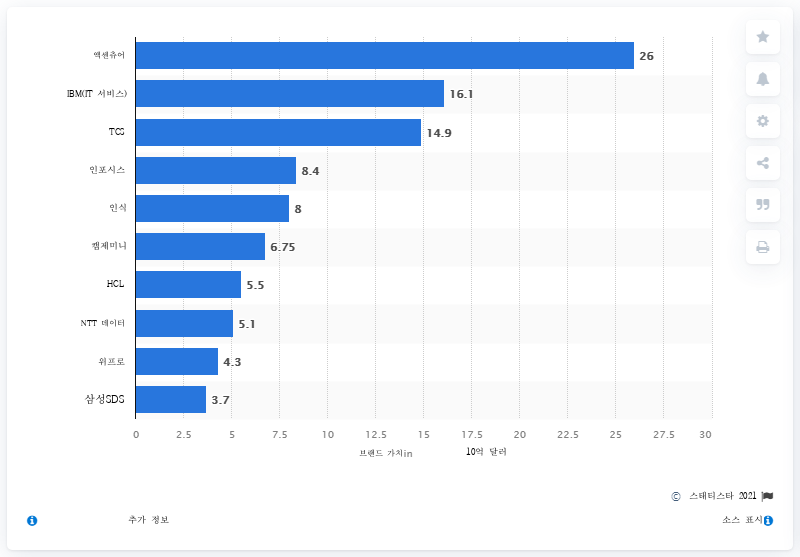 액센츄어 26
IBM(IT 서비스) 16.1
TCS 14.9
인포시스 8.4
인식 8
캡제미니 6.75
HCL 5.5
NTT 데이터 5.1
위프로 4.3
삼성SDS 3.7
0 2.5 5 7.5 10 12.5 15 17.5 20 22.5 25 27.5 30
브랜드 가치in 10억 달러
© 스태티스타 2021
추가 정보 소스 표시